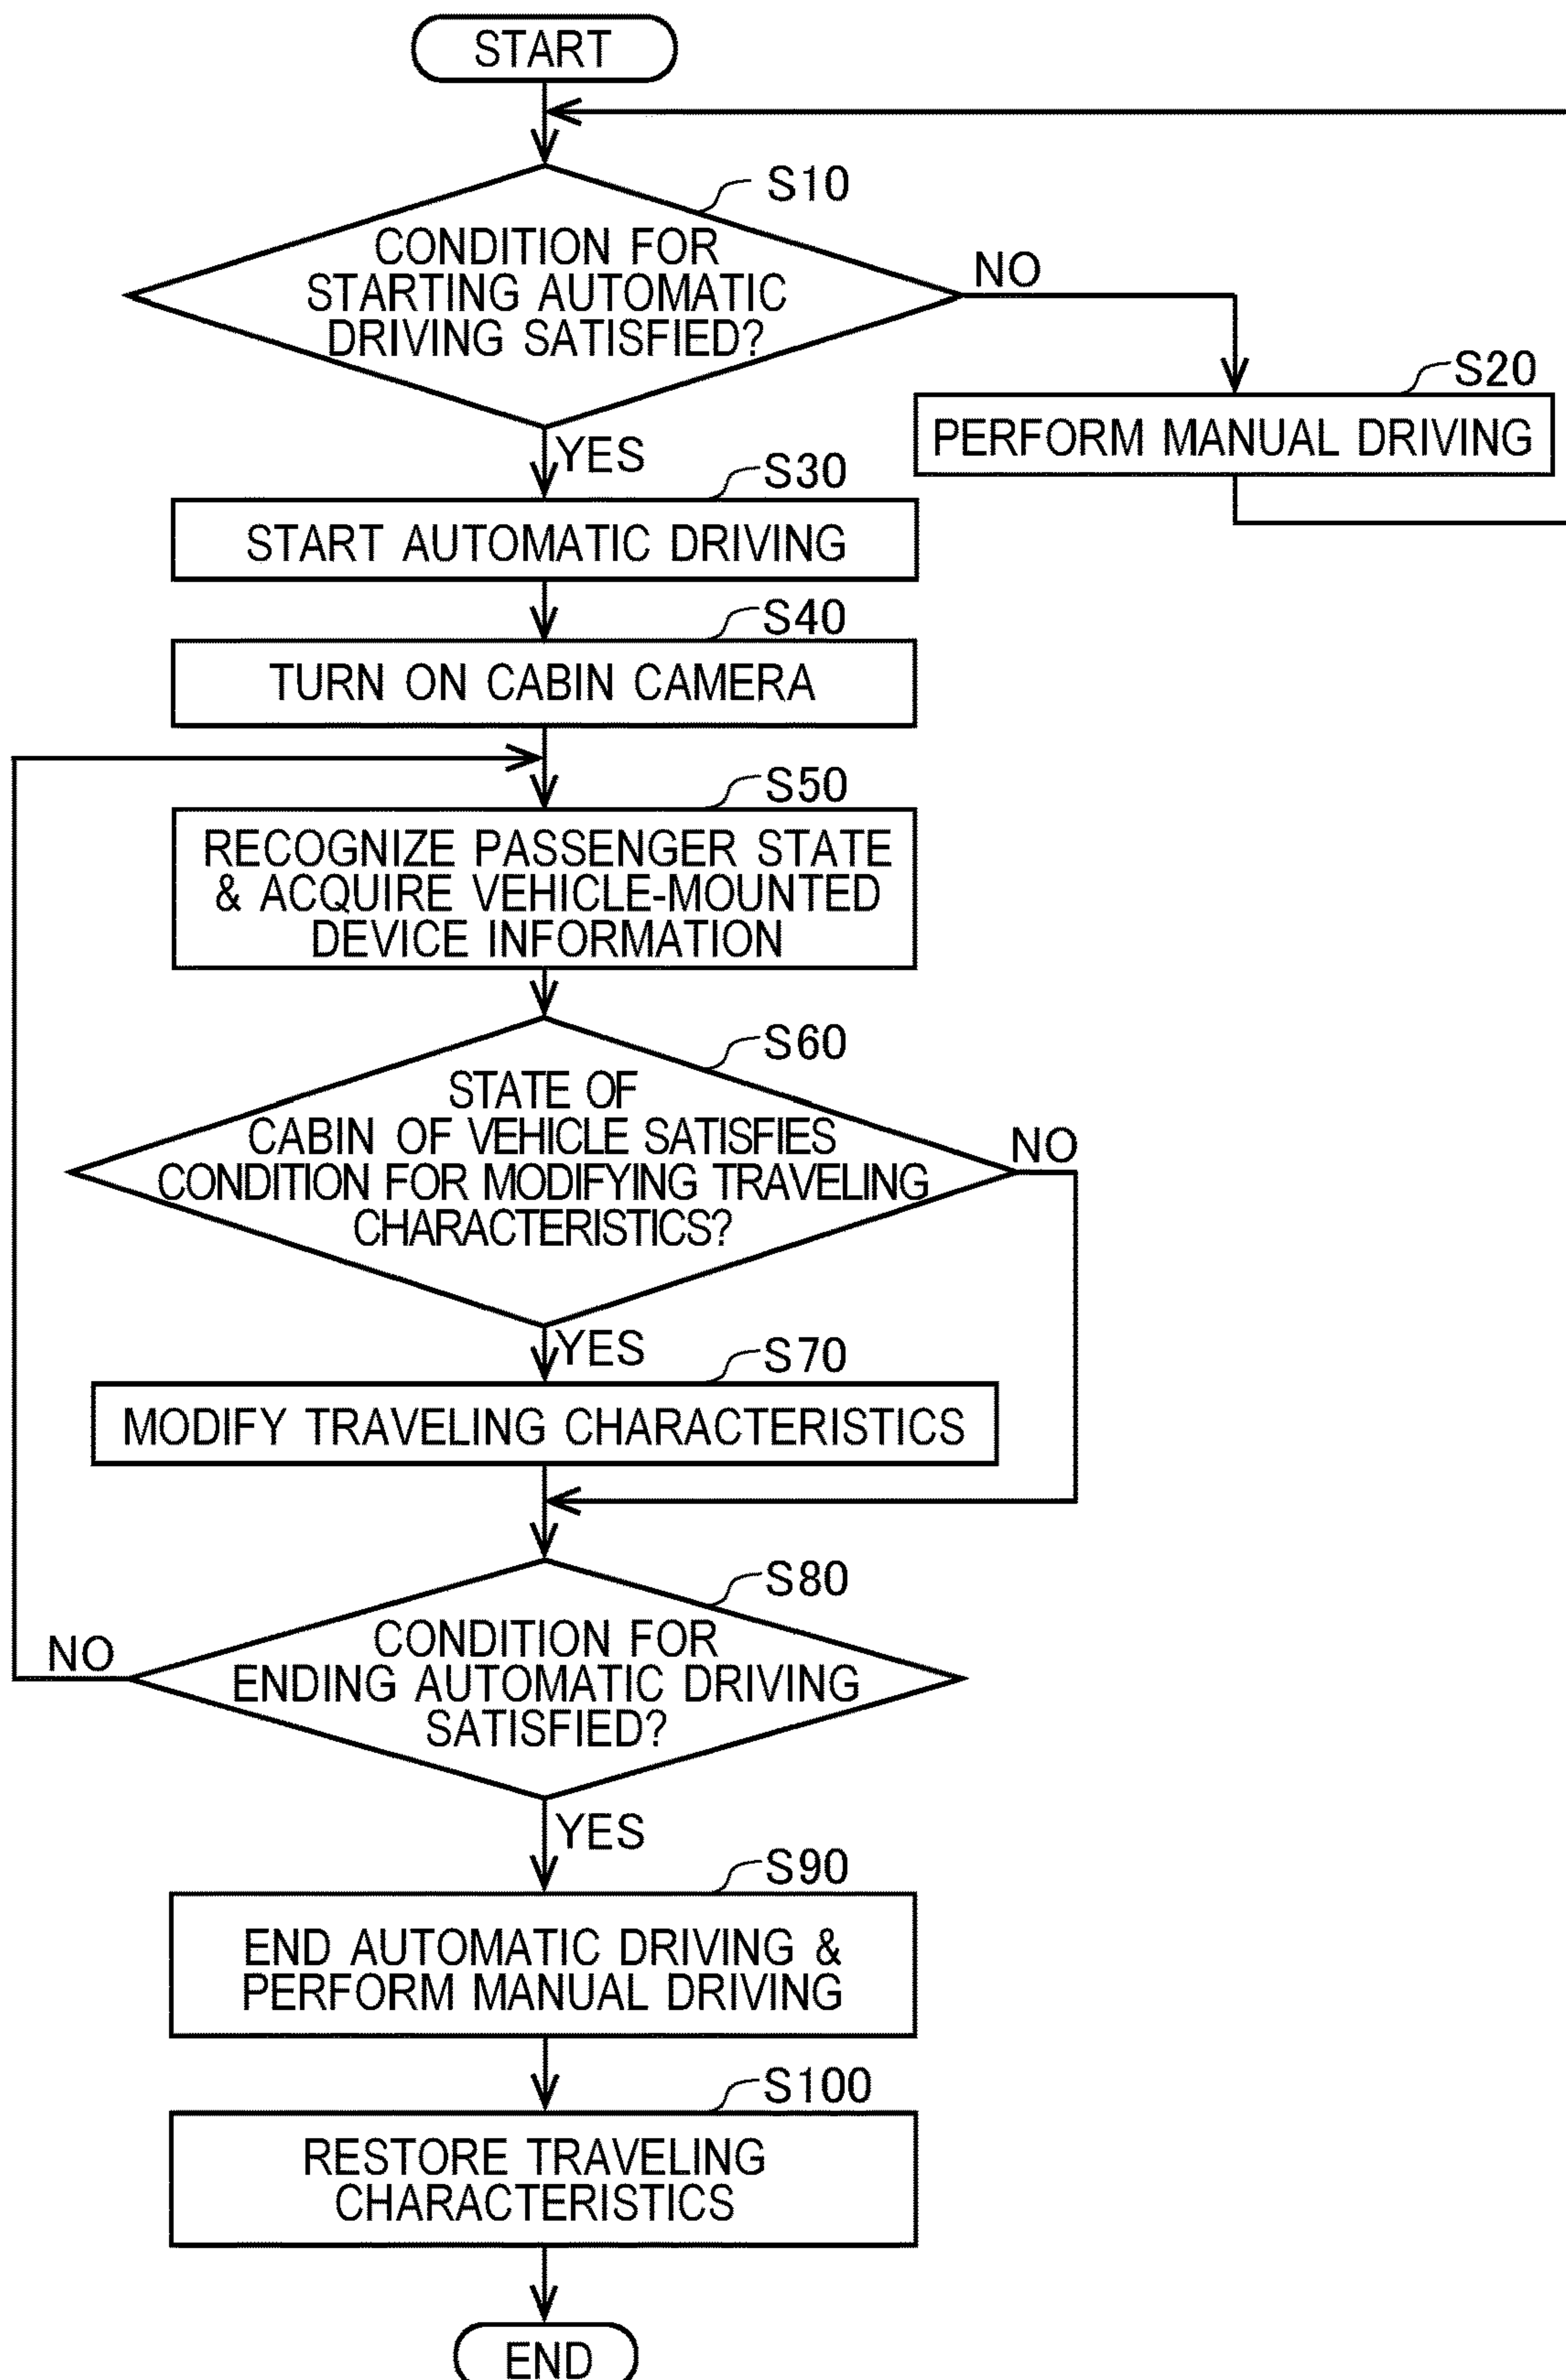 START
S10
CONDITION FOR
STARTING AUTOMATIC
DRIVING SATISFIED?
NO
S20
PERFORM MANUAL DRIVING
YES
S30
START AUTOMATIC DRIVING
S40
TURN ON CABIN CAMERA
S50
RECOGNIZE PASSENGER STATE
& ACQUIRE VEHICLE-MOUNTED
DEVICE INFORMATION
S60
STATE OF
CABIN OF VEHICLE SATISFIES
CONDITION FOR MODIFYING TRAVELING
CHARACTERISTICS?
NO
YES
S70
MODIFY TRAVELING CHARACTERISTICS
S80
CONDITION FOR
ENDING AUTOMATIC DRIVING
SATISFIED?
NO
YES
S90
END AUTOMATIC DRIVING &
PERFORM MANUAL DRIVING
S100
RESTORE TRAVELING
CHARACTERISTICS
END